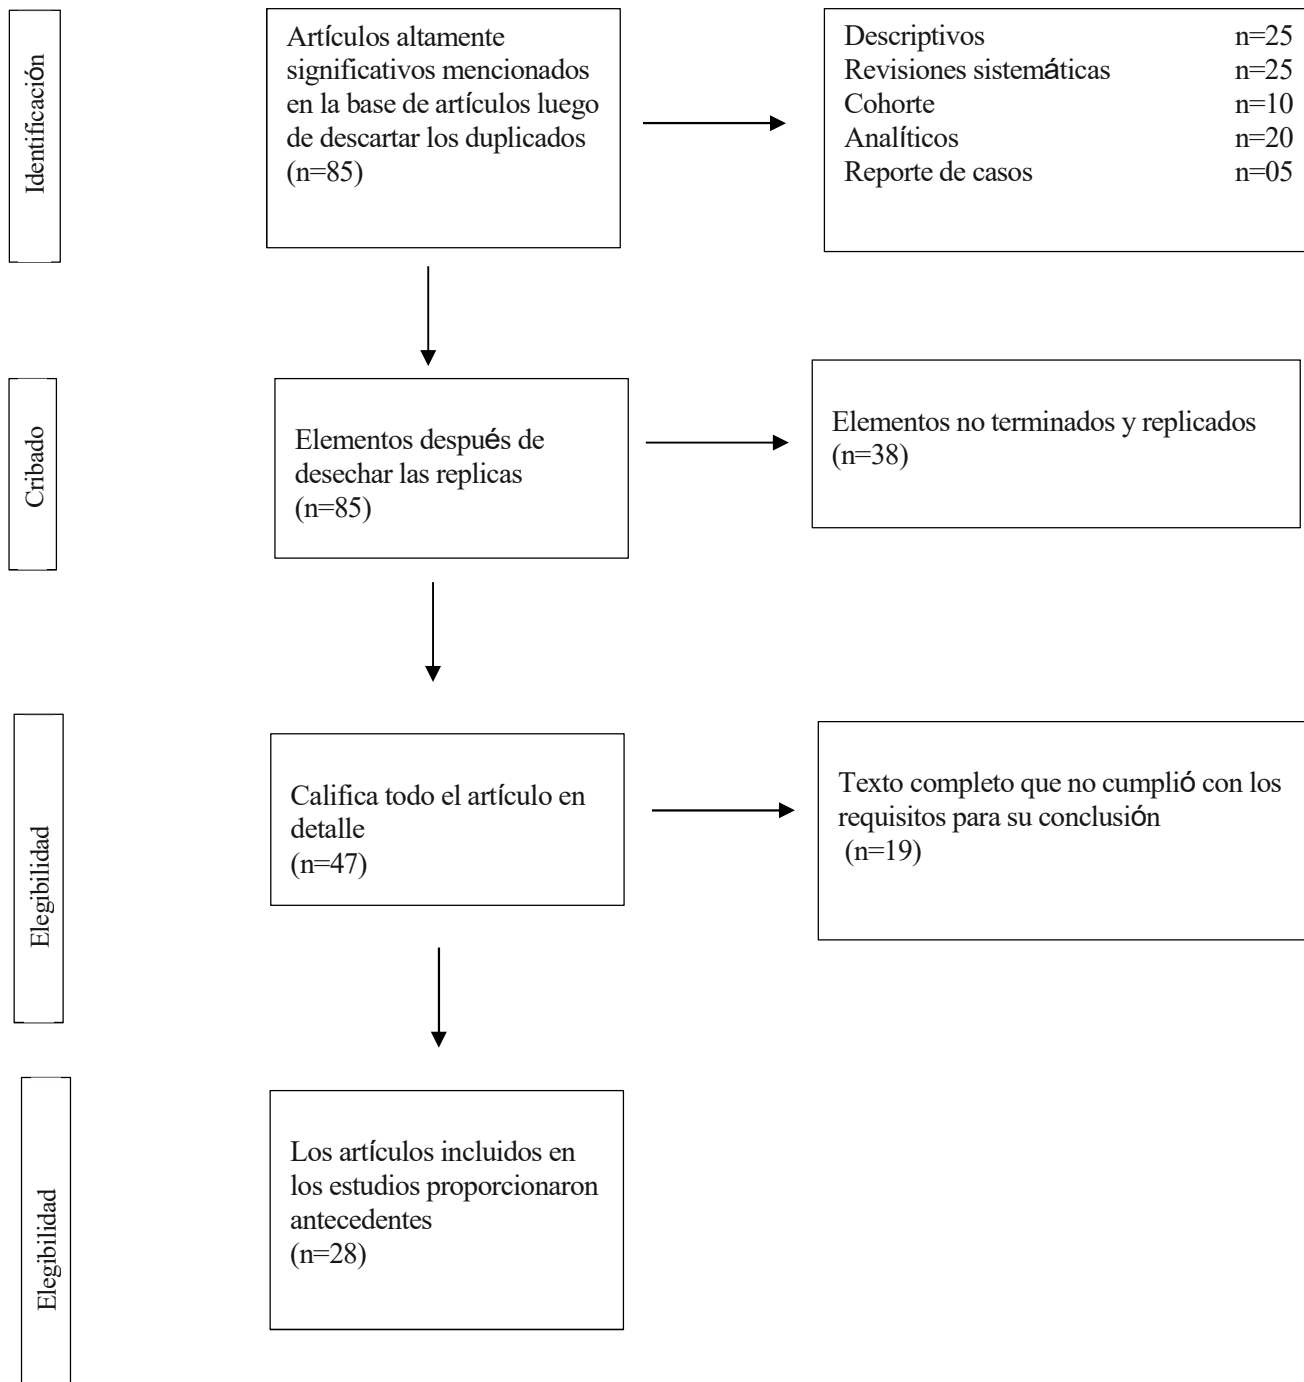 Identificación
Artículos altamente
significativos mencionados
en la base de artículos luego
de descartar los duplicados
(n=85)
Descriptivos n=25
Revisiones sistemáticas n=25
Cohorte n=10
Analíticos n=20
Reporte de casos n=05
Cribado
Elementos después de
desechar las replicas
(n=85)
Elementos no terminados y replicados
(n=38)
Elegibilidad
Califica todo el artículo en
detalle
(n=47)
Texto completo que no cumplió con los
requisitos para su conclusión
(n=19)
Elegibilidad
Los artículos incluidos en
los estudios proporcionaron
antecedentes
(n=28)